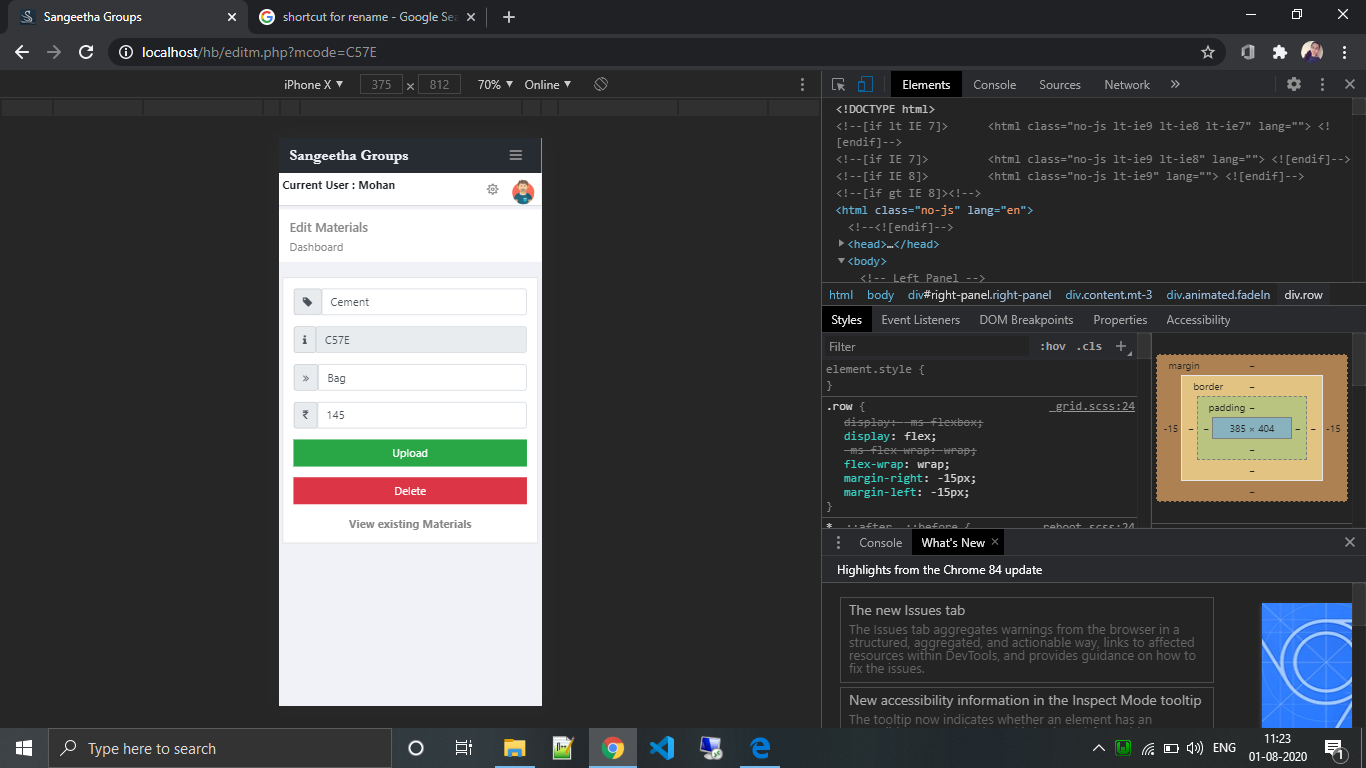 Sangeetha Groups
shortcut for rename - Google Sea
localhost/hb/editm.php?mcode=C57E
iPhone X ▼ 375 × 812 70% ▼ Online ▼
Sangeetha Groups
Current User : Mohan
Edit Materials
Dashboard
Cement
C57E
Bag
₹ 145
Upload
Delete
View existing Materials
Elements Console Sources Network »
<!DOCTYPE html>
<!--[if lt IE 7]> <html class="no-js lt-ie9 lt-ie8 lt-ie7" lang=""> <!
[endif]-->
<!--[if IE 7]> <html class="no-js lt-ie9 lt-ie8" lang=""> <![endif]-->
<!--[if IE 8]> <html class="no-js lt-ie9" lang=""> <![endif]-->
<!--[if gt IE 8]><!-->
<html class="no-js" lang="en">
<!--<![endif]-->
▶<head>…</head>
▼<body>
<!-- Left Panel -->
html body div#right-panel.right-panel div.content.mt-3 div.animated.fadeIn div.row
Styles Event Listeners DOM Breakpoints Properties Accessibility
Filter :hov .cls +
element.style {
}
.row { _grid.scss:24
display: -ms-flexbox;
display: flex;
-ms-flex-wrap: wrap;
flex-wrap: wrap;
margin-right: -15px;
margin-left: -15px;
}
*, ::after, ::before { _reboot.scss:24
margin –
border –
padding –
-15 – – 385 × 404 – – -15
–
–
–
Console What's New ×
Highlights from the Chrome 84 update
The new Issues tab
The Issues tab aggregates warnings from the browser in a
structured, aggregated, and actionable way, links to affected
resources within DevTools, and provides guidance on how to
fix the issues.
New accessibility information in the Inspect Mode tooltip
The tooltip now indicates whether an element has an
Type here to search
ENG
11:23
01-08-2020
1